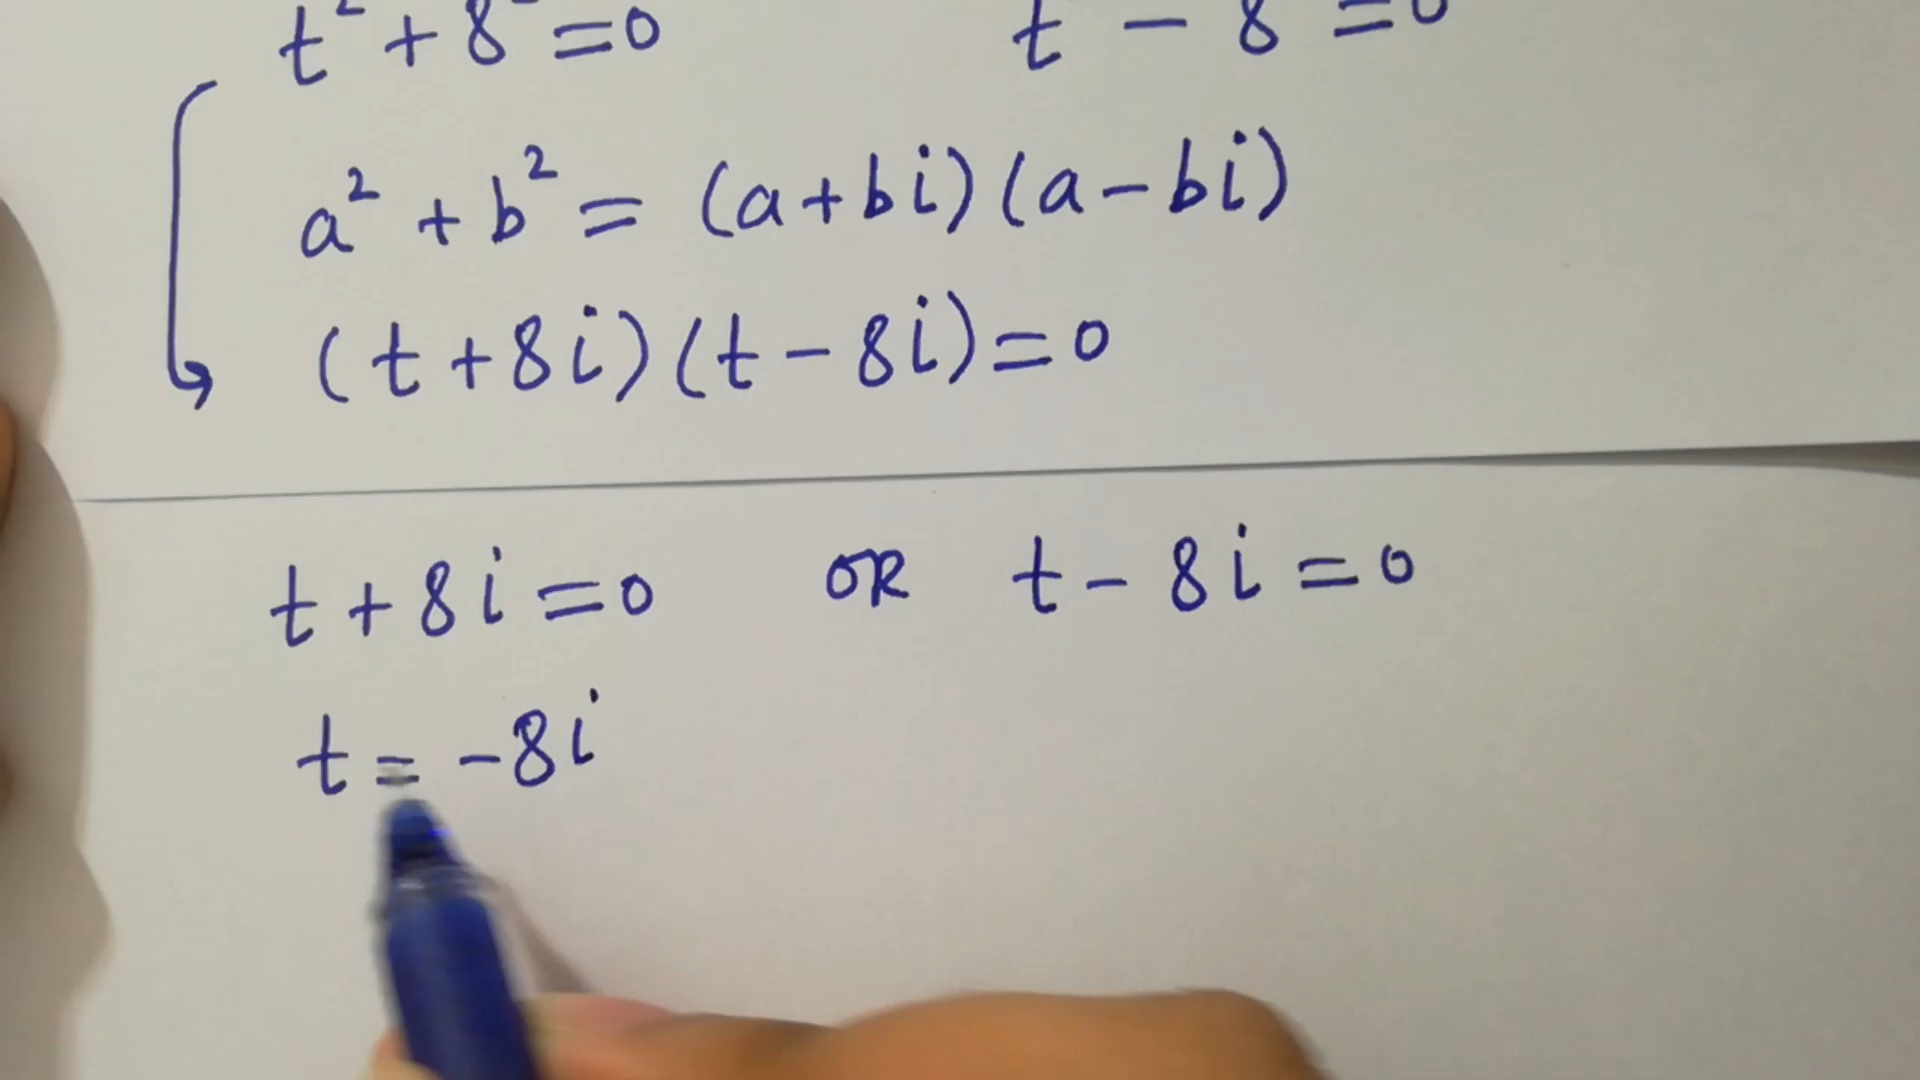 t² + 8² = 0 t - 8 = 0
a² + b² = (a+bi)(a-bi)
(t+8i)(t-8i)=0
t+8i=0 OR t-8i=0
t=-8i